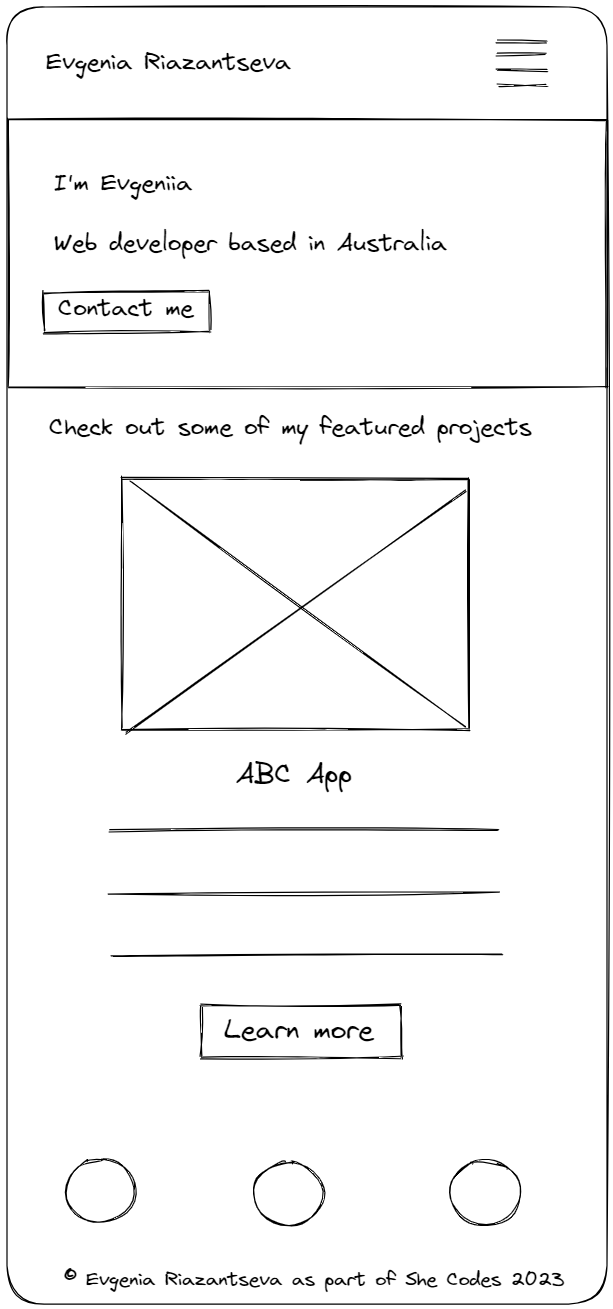 Evgenia Riazantseva
I'm Evgeniia
Web developer based in Australia
Contact me
Check out some of my featured projects
ABC App
Learn more
© Evgenia Riazantseva as part of She Codes 2023